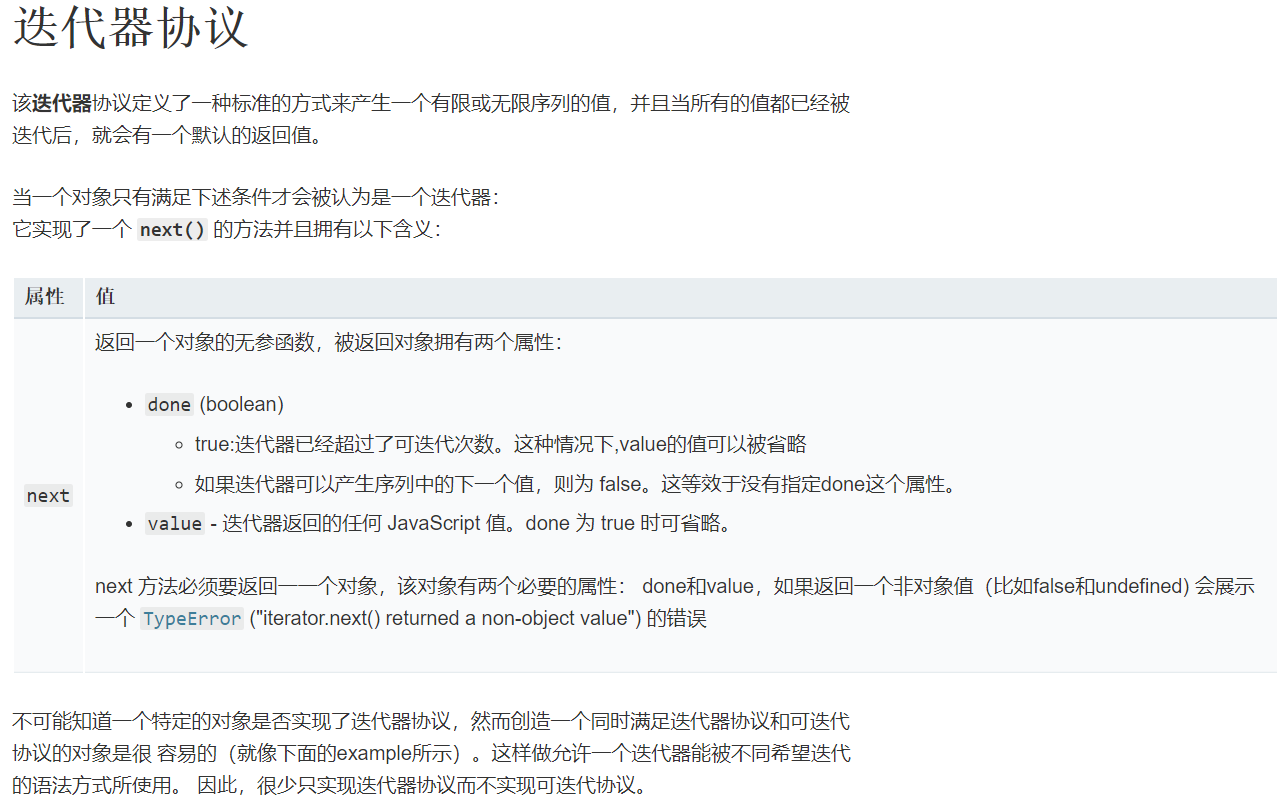 迭代器协议
该迭代器协议定义了一种标准的方式来产生一个有限或无限序列的值，并且当所有的值都已经被
迭代后，就会有一个默认的返回值。
当一个对象只有满足下述条件才会被认为是一个迭代器：
它实现了一个 next() 的方法并且拥有以下含义：
属性 值
返回一个对象的无参函数，被返回对象拥有两个属性：
• done (boolean)
◦ true:迭代器已经超过了可迭代次数。这种情况下,value的值可以被省略
◦ 如果迭代器可以产生序列中的下一个值，则为 false。这等效于没有指定done这个属性。
next
• value - 迭代器返回的任何 JavaScript 值。done 为 true 时可省略。
next 方法必须要返回一一个对象，该对象有两个必要的属性： done和value，如果返回一个非对象值（比如false和undefined) 会展示
一个 TypeError ("iterator.next() returned a non-object value") 的错误
不可能知道一个特定的对象是否实现了迭代器协议，然而创造一个同时满足迭代器协议和可迭代
协议的对象是很 容易的（就像下面的example所示）。这样做允许一个迭代器能被不同希望迭代
的语法方式所使用。 因此，很少只实现迭代器协议而不实现可迭代协议。